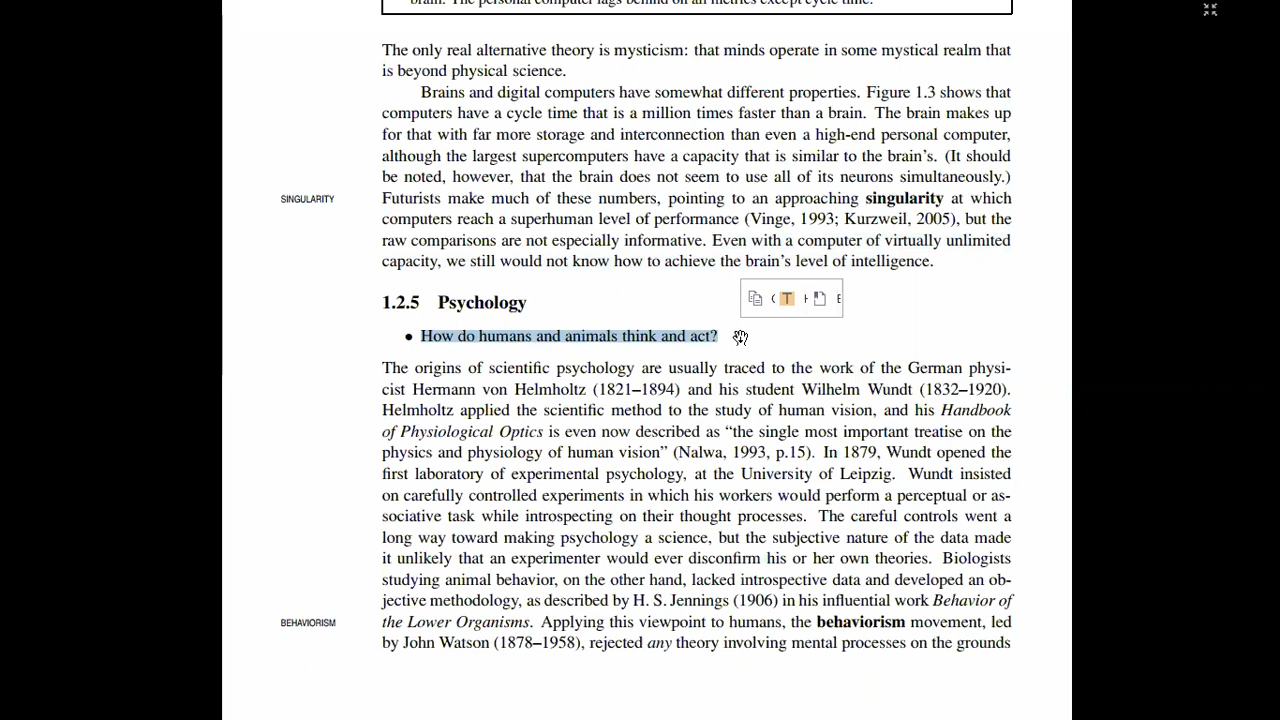 brain. The personal computer lags behind on all metrics except cycle time.
The only real alternative theory is mysticism: that minds operate in some mystical realm that
is beyond physical science.
Brains and digital computers have somewhat different properties. Figure 1.3 shows that
computers have a cycle time that is a million times faster than a brain. The brain makes up
for that with far more storage and interconnection than even a high-end personal computer,
although the largest supercomputers have a capacity that is similar to the brain's. (It should
be noted, however, that the brain does not seem to use all of its neurons simultaneously.)
SINGULARITY
Futurists make much of these numbers, pointing to an approaching singularity at which
computers reach a superhuman level of performance (Vinge, 1993; Kurzweil, 2005), but the
raw comparisons are not especially informative. Even with a computer of virtually unlimited
capacity, we still would not know how to achieve the brain's level of intelligence.
1.2.5 Psychology
• How do humans and animals think and act?
The origins of scientific psychology are usually traced to the work of the German physi-
cist Hermann von Helmholtz (1821–1894) and his student Wilhelm Wundt (1832–1920).
Helmholtz applied the scientific method to the study of human vision, and his Handbook
of Physiological Optics is even now described as “the single most important treatise on the
physics and physiology of human vision” (Nalwa, 1993, p.15). In 1879, Wundt opened the
first laboratory of experimental psychology, at the University of Leipzig. Wundt insisted
on carefully controlled experiments in which his workers would perform a perceptual or as-
sociative task while introspecting on their thought processes. The careful controls went a
long way toward making psychology a science, but the subjective nature of the data made
it unlikely that an experimenter would ever disconfirm his or her own theories. Biologists
studying animal behavior, on the other hand, lacked introspective data and developed an ob-
jective methodology, as described by H. S. Jennings (1906) in his influential work Behavior of
BEHAVIORISM
the Lower Organisms. Applying this viewpoint to humans, the behaviorism movement, led
by John Watson (1878–1958), rejected any theory involving mental processes on the grounds